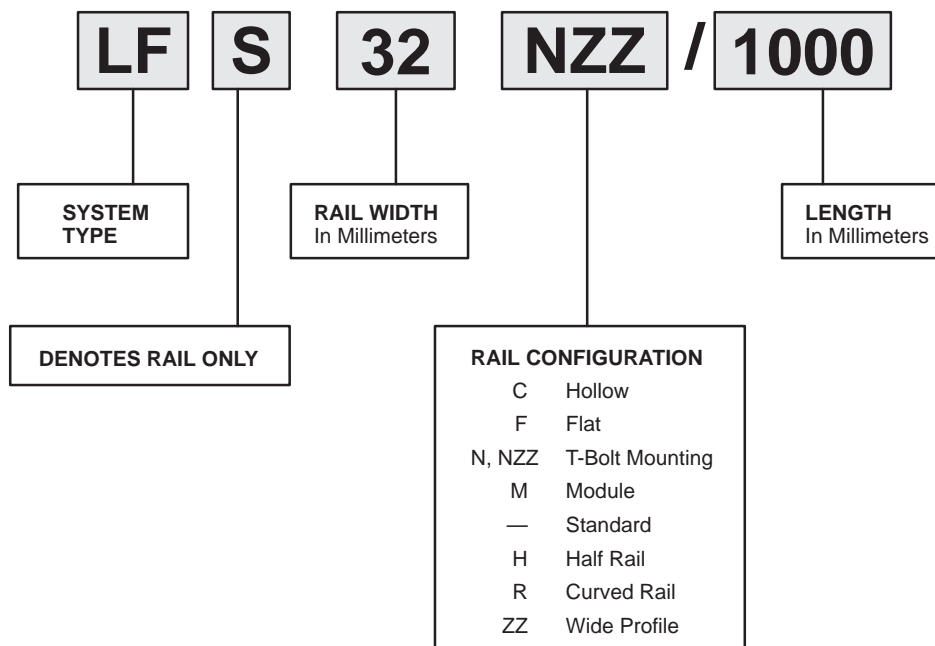 LF S 32 NZZ / 1000
SYSTEM
TYPE
RAIL WIDTH
In Millimeters
LENGTH
In Millimeters
DENOTES RAIL ONLY
RAIL CONFIGURATION
C Hollow
F Flat
N, NZZ T-Bolt Mounting
M Module
— Standard
H Half Rail
R Curved Rail
ZZ Wide Profile